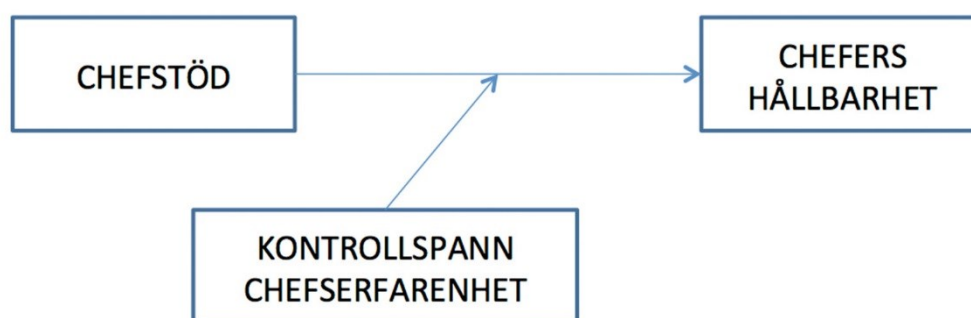 CHEFSTÖD
CHEFERS
HÅLLBARHET
KONTROLLSPANN
CHEFSERFARENHET